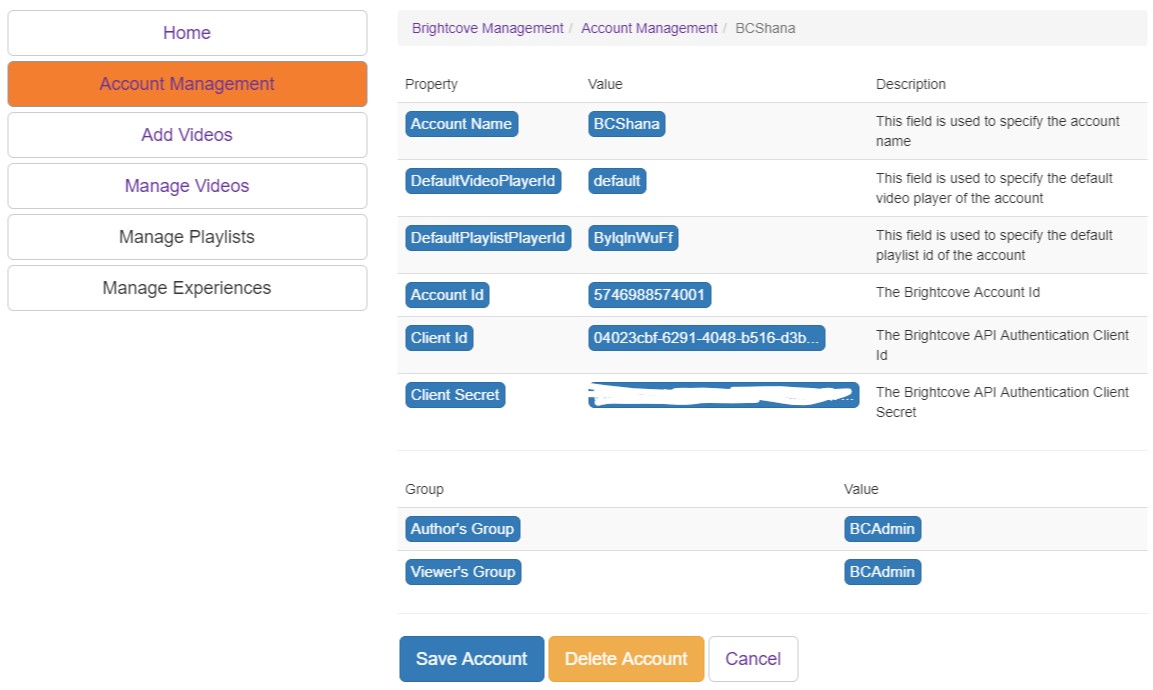 Home
Account Management
Add Videos
Manage Videos
Manage Playlists
Manage Experiences
Brightcove Management / Account Management / BCShana
Property Value Description
Account Name BCShana This field is used to specify the account
name
DefaultVideoPlayerId default This field is used to specify the default
video player of the account
DefaultPlaylistPlayerId BylqlnWuFf This field is used to specify the default
playlist id of the account
Account Id 5746988574001 The Brightcove Account Id
Client Id 04023cbf-6291-4048-b516-d3b... The Brightcove API Authentication Client
Id
Client Secret The Brightcove API Authentication Client
Secret
Group Value
Author's Group BCAdmin
Viewer's Group BCAdmin
Save Account Delete Account Cancel